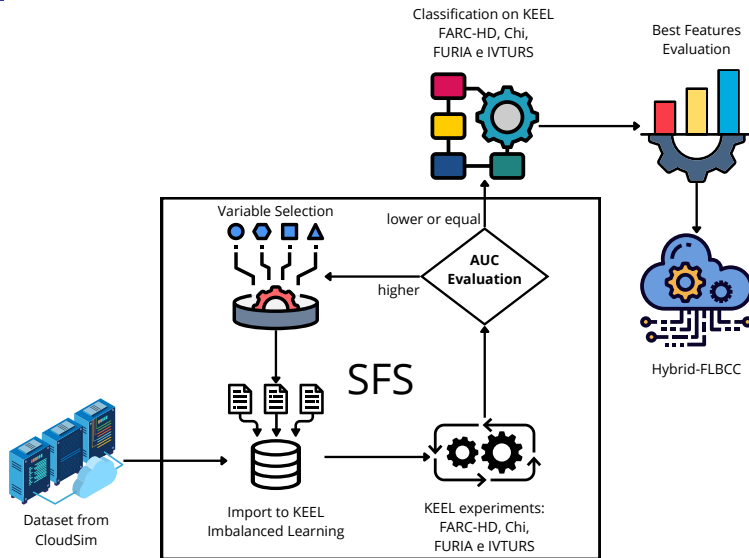 Classification on KEEL
FARC-HD, Chi,
FURIA e IVTURS
Best Features
Evaluation
Variable Selection
lower or equal
AUC
Evaluation
higher
Hybrid-FLBCC
SFS
Dataset from
CloudSim
Import to KEEL
Imbalanced Learning
KEEL experiments:
FARC-HD, Chi,
FURIA e IVTURS